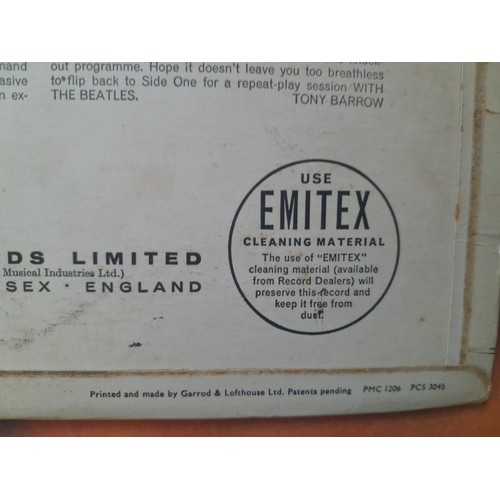 mand
out programme. Hope it doesn't leave you too breathless
asive
to flip back to Side One for a repeat-play session WITH
n ex-
THE BEATLES.
TONY BARROW
USE
EMITEX
CLEANING MATERIAL
The use of "EMITEX"
cleaning material (available
from Record Dealers) will
preserve this record and
keep it free from
dust.
DS LIMITED
Musical Industries Ltd.)
SEX · ENGLAND
Printed and made by Garrod & Lofthouse Ltd. Patents pending PMC 1206 PCS 3045